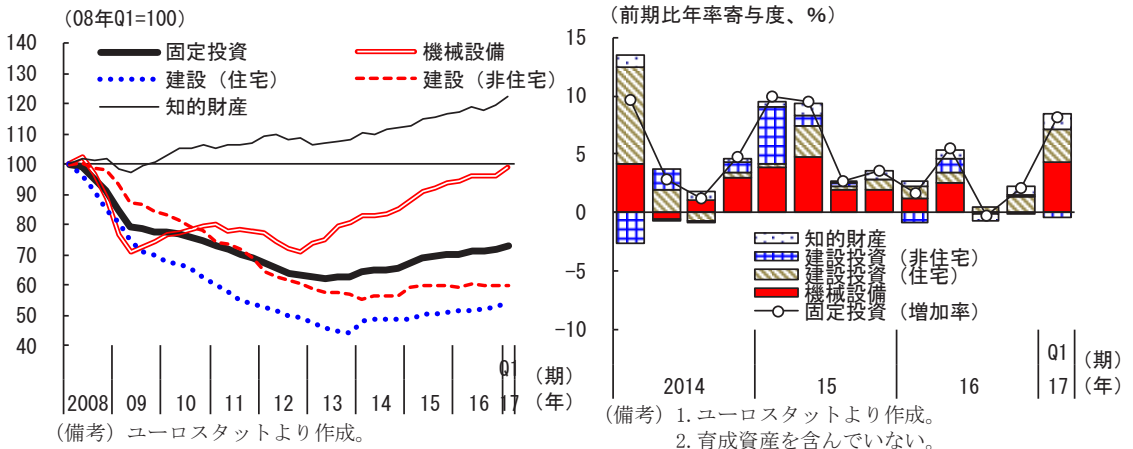 (08年Q1=100)
固定投資
機械設備
建設（住宅）
建設（非住宅）
知的財産
140
130
120
110
100
90
80
70
60
50
40
Q1
（期）
2008 09 10 11 12 13 14 15 16 17
（年）
（備考）ユーロスタットより作成。
(前期比年率寄与度、%)
15
10
5
0
-5
-10
知的財産
建設投資（非住宅）
建設投資（住宅）
機械設備
固定投資（増加率）
Q1
（期）
2014 15 16 17
（年）
（備考）1.ユーロスタットより作成。
2.育成資産を含んでいない。